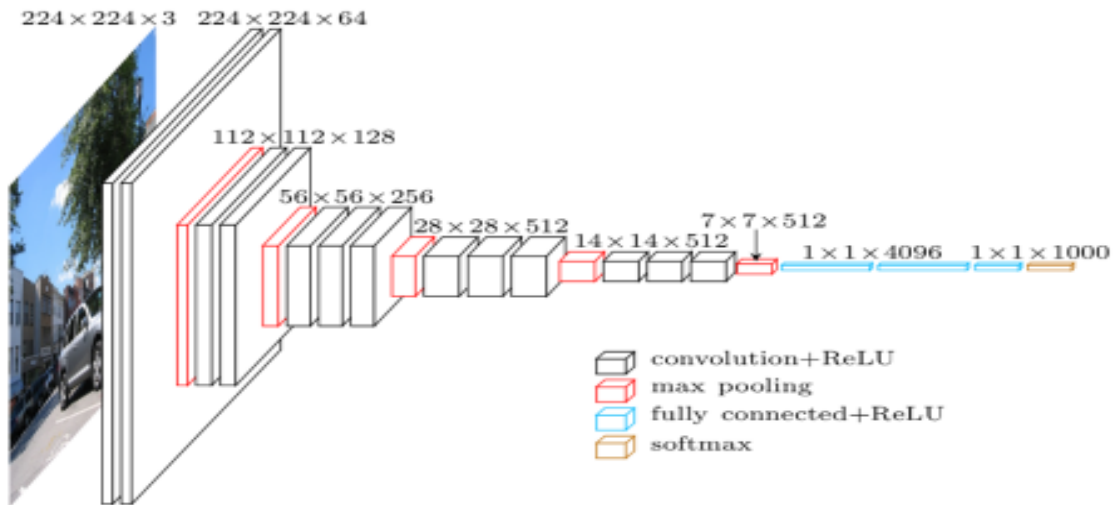 224×224×3
224×224×64
112×112×128
56×56×256
28×28×512
14×14×512
7×7×512
1×1×4096
1×1×1000
convolution+ReLU
max pooling
fully connected+ReLU
softmax